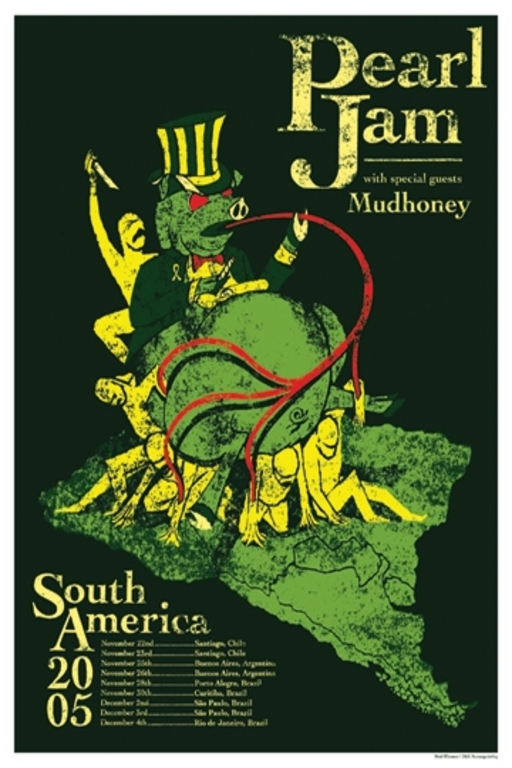 Pearl
Jam
with special guests
Mudhoney
South
America
20
05
November 22nd..................Santiago, Chile
November 23rd..................Santiago, Chile
November 25th..................Buenos Aires, Argentina
November 26th..................Buenos Aires, Argentina
November 28th..................Porto Alegre, Brazil
November 30th..................Curitiba, Brazil
December 2nd..................São Paulo, Brazil
December 3rd..................São Paulo, Brazil
December 4th..................Rio de Janeiro, Brazil